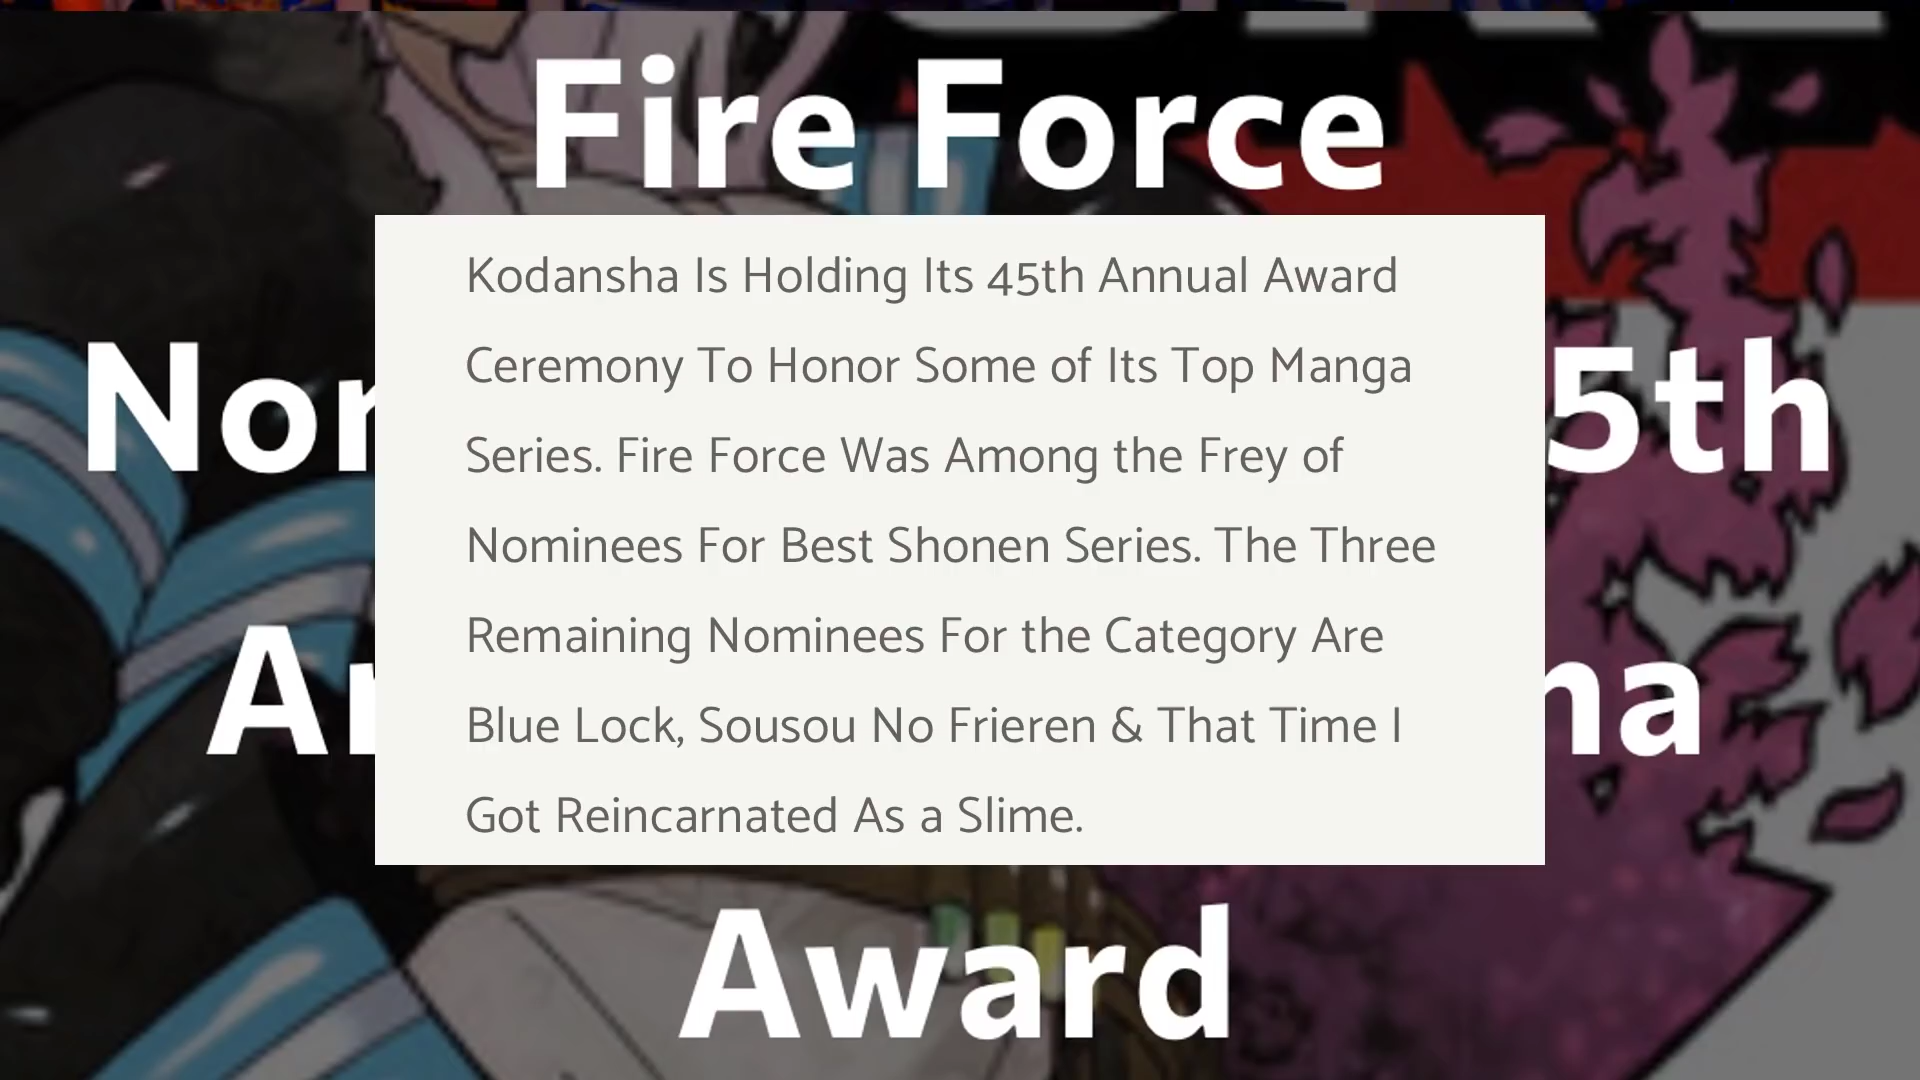 Fire Force
Kodansha Is Holding Its 45th Annual Award
Ceremony To Honor Some of Its Top Manga
Series. Fire Force Was Among the Frey of
Nominees For Best Shonen Series. The Three
Remaining Nominees For the Category Are
Blue Lock, Sousou No Frieren & That Time I
Got Reincarnated As a Slime.
Award